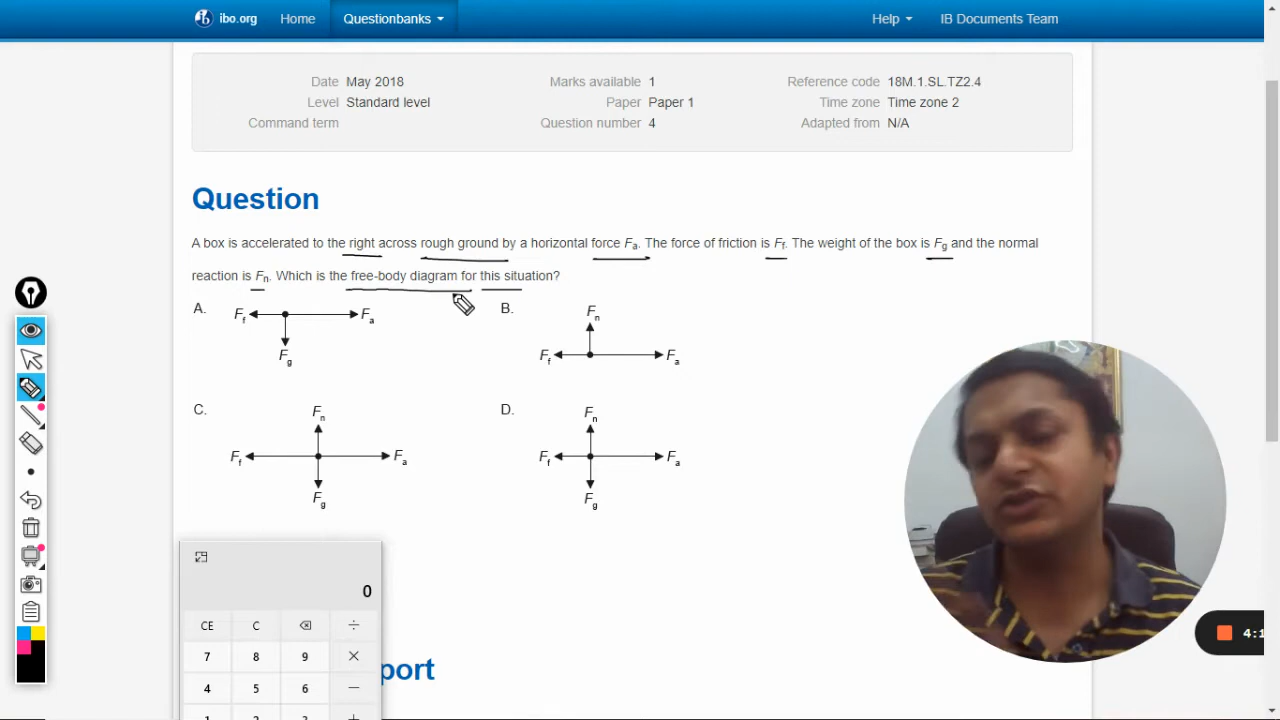 ibo.org Home Questionbanks Help IB Documents Team
Date May 2018 Marks available 1 Reference code 18M.1.SL.TZ2.4
Level Standard level Paper Paper 1 Time zone Time zone 2
Command term Question number 4 Adapted from N/A
Question
A box is accelerated to the right across rough ground by a horizontal force Fa. The force of friction is Ff. The weight of the box is Fg and the normal
reaction is Fn. Which is the free-body diagram for this situation?
A. Ff Fa Fg
B. Fn Ff Fa
C. Fn Ff Fa Fg
D. Fn Ff Fa Fg
0
CE C ⌫ ÷
7 8 9 ×
4 5 6 −
port
4:1